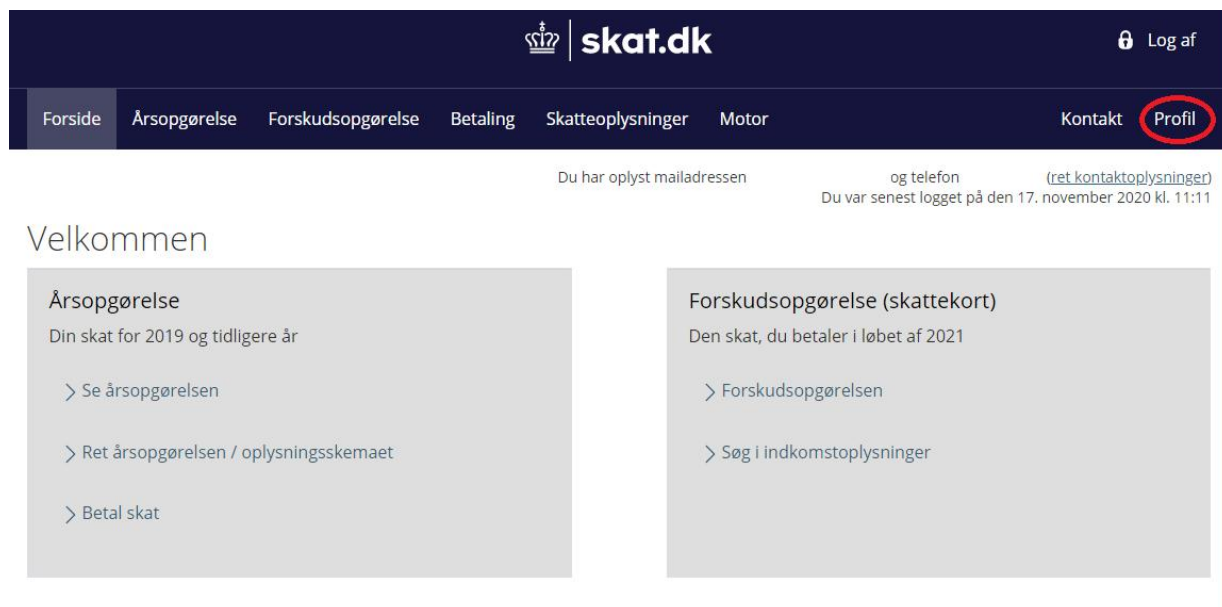 skat.dk
Log af
Forside Årsopgørelse Forskudsopgørelse Betaling Skatteoplysninger Motor Kontakt Profil
Du har oplyst mailadressen og telefon (ret kontaktoplysninger)
Du var senest logget på den 17. november 2020 kl. 11:11
Velkommen
Årsopgørelse
Din skat for 2019 og tidligere år
Se årsopgørelsen
Ret årsopgørelsen / oplysningsskemaet
Betal skat
Forskudsopgørelse (skattekort)
Den skat, du betaler i løbet af 2021
Forskudsopgørelsen
Søg i indkomstoplysninger